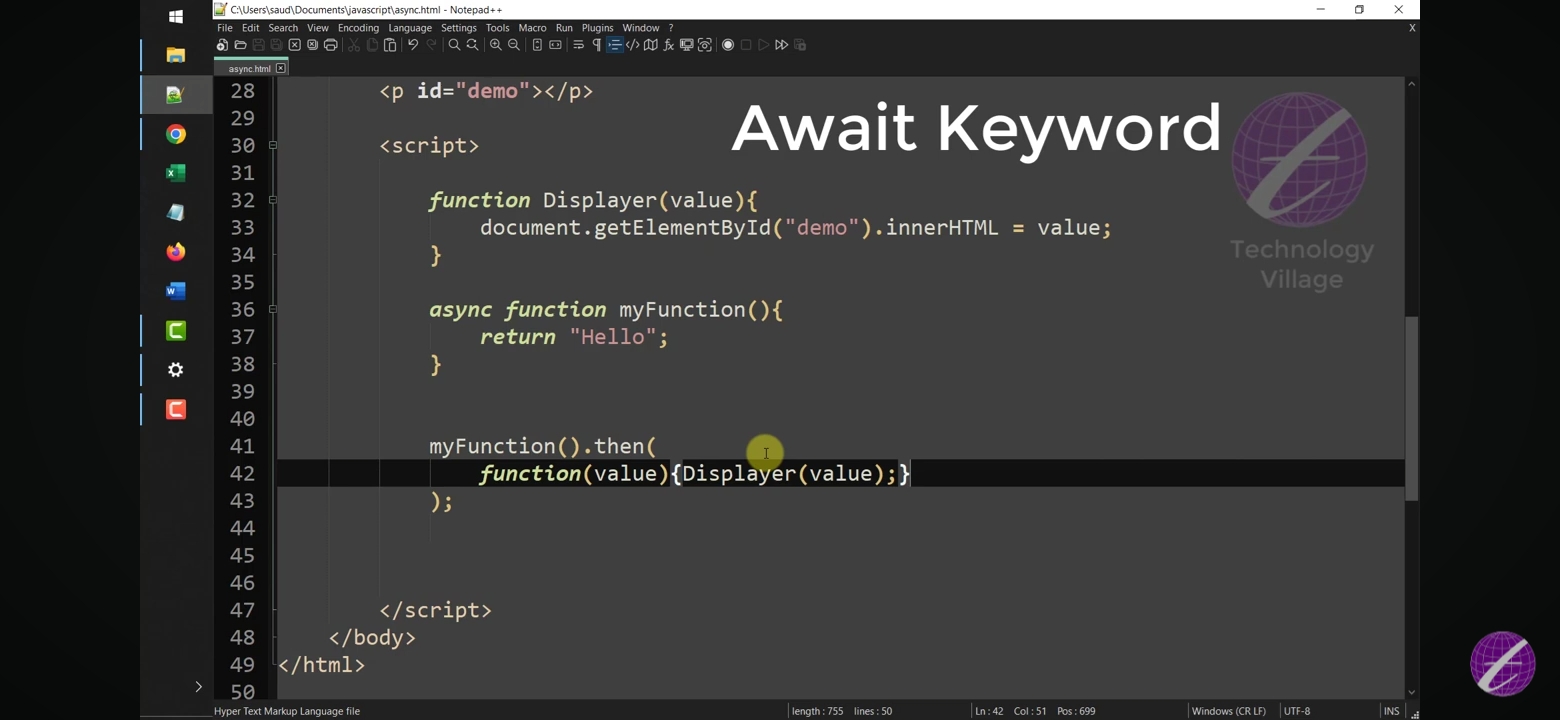 C:\Users\saud\Documents\javascript\async.html - Notepad++
File Edit Search View Encoding Language Settings Tools Macro Run Plugins Window ? X
async.html
28 <p id="demo"></p>
29
30 <script>
31
32 function Displayer(value){
33 document.getElementById("demo").innerHTML = value;
34 }
35
36 async function myFunction(){
37 return "Hello";
38 }
39
40
41 myFunction().then(
42 function(value){Displayer(value);}
43 );
44
45
46
47 </script>
48 </body>
49 </html>
50
Await Keyword
Technology
Village
Hyper Text Markup Language file length : 755 lines : 50 Ln : 42 Col : 51 Pos : 699 Windows (CR LF) UTF-8 INS